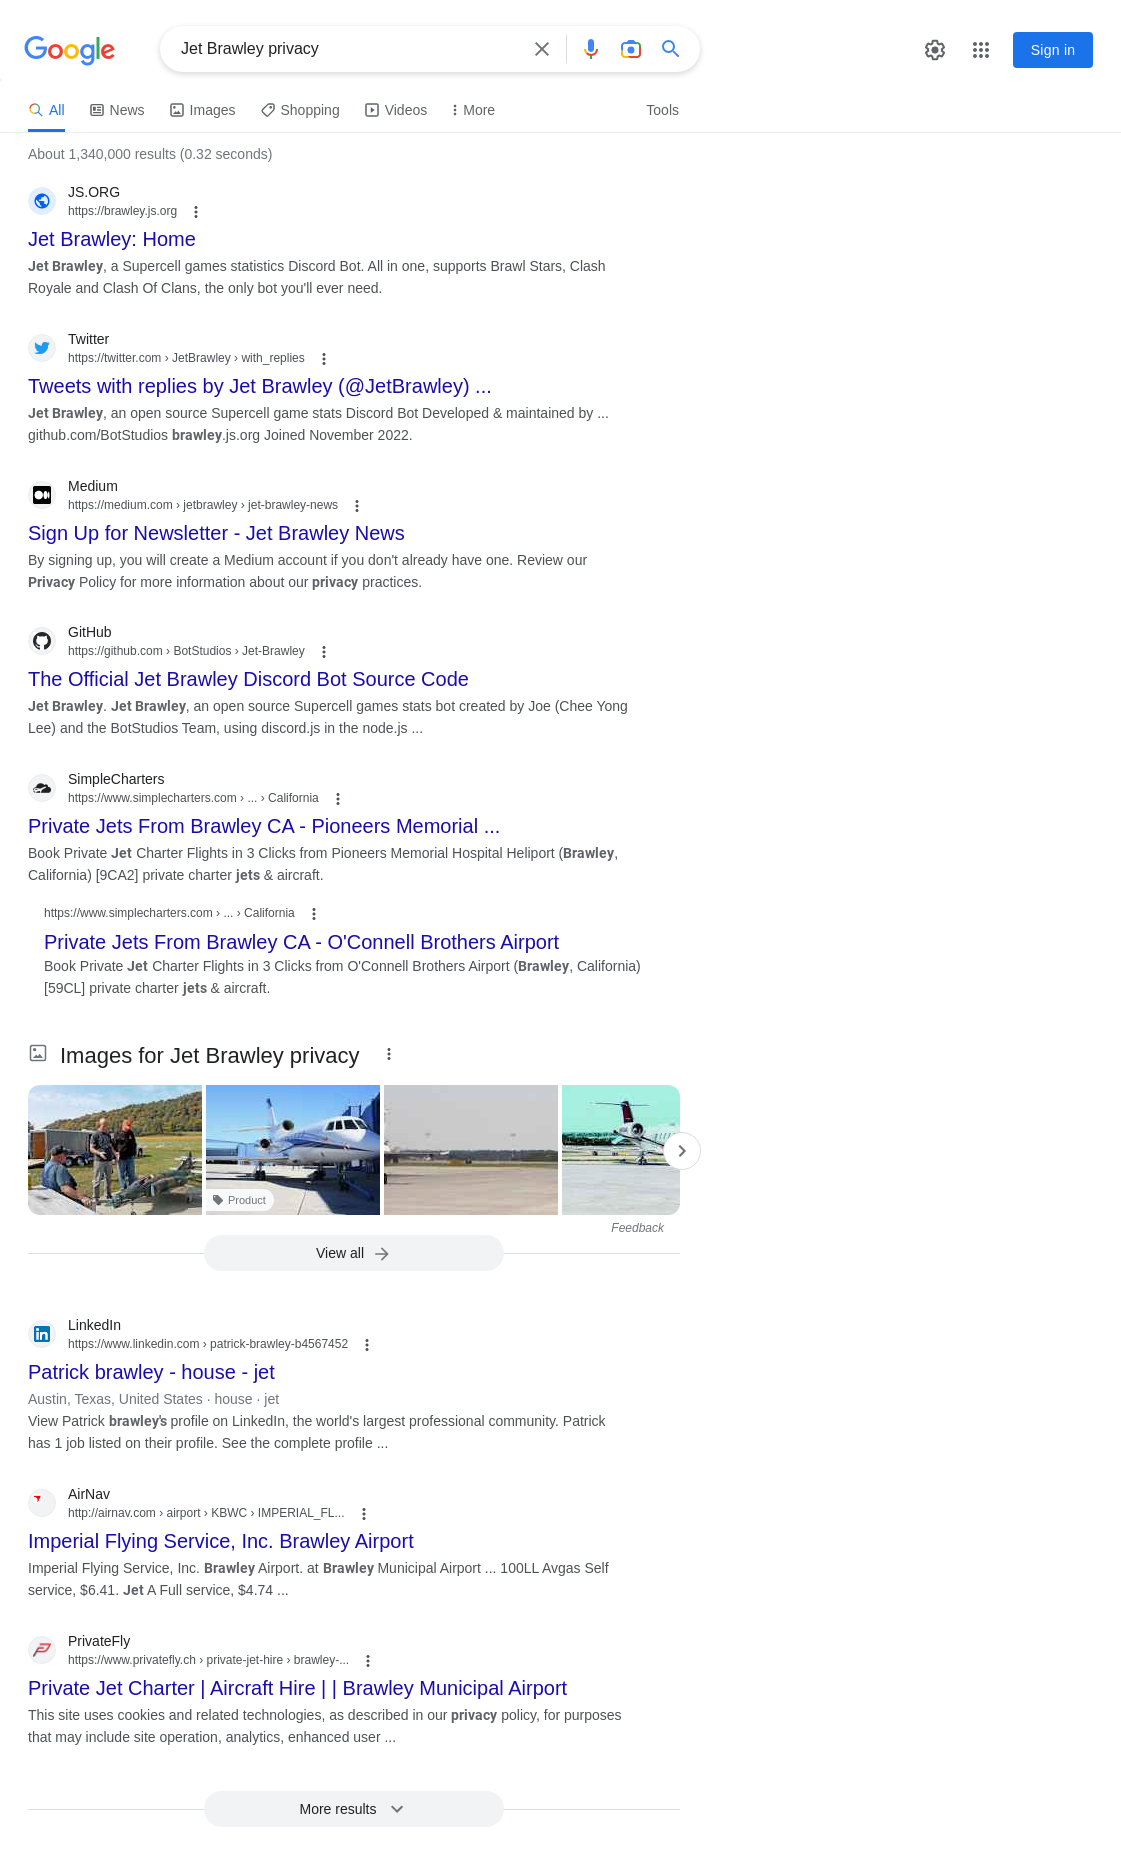 Google
Jet Brawley privacy
Sign in
All
News
Images
Shopping
Videos
More
Tools
About 1,340,000 results (0.32 seconds)
JS.ORG
https://brawley.js.org
Jet Brawley: Home
Jet Brawley, a Supercell games statistics Discord Bot. All in one, supports Brawl Stars, Clash
Royale and Clash Of Clans, the only bot you'll ever need.
Twitter
https://twitter.com › JetBrawley › with_replies
Tweets with replies by Jet Brawley (@JetBrawley) ...
Jet Brawley, an open source Supercell game stats Discord Bot Developed & maintained by ...
github.com/BotStudios brawley.js.org Joined November 2022.
Medium
https://medium.com › jetbrawley › jet-brawley-news
Sign Up for Newsletter - Jet Brawley News
By signing up, you will create a Medium account if you don't already have one. Review our
Privacy Policy for more information about our privacy practices.
GitHub
https://github.com › BotStudios › Jet-Brawley
The Official Jet Brawley Discord Bot Source Code
Jet Brawley. Jet Brawley, an open source Supercell games stats bot created by Joe (Chee Yong
Lee) and the BotStudios Team, using discord.js in the node.js ...
SimpleCharters
https://www.simplecharters.com › ... › California
Private Jets From Brawley CA - Pioneers Memorial ...
Book Private Jet Charter Flights in 3 Clicks from Pioneers Memorial Hospital Heliport (Brawley,
California) [9CA2] private charter jets & aircraft.
https://www.simplecharters.com › ... › California
Private Jets From Brawley CA - O'Connell Brothers Airport
Book Private Jet Charter Flights in 3 Clicks from O'Connell Brothers Airport (Brawley, California)
[59CL] private charter jets & aircraft.
Images for Jet Brawley privacy
Product
Feedback
View all
LinkedIn
https://www.linkedin.com › patrick-brawley-b4567452
Patrick brawley - house - jet
Austin, Texas, United States · house · jet
View Patrick brawley's profile on LinkedIn, the world's largest professional community. Patrick
has 1 job listed on their profile. See the complete profile ...
AirNav
http://airnav.com › airport › KBWC › IMPERIAL_FL...
Imperial Flying Service, Inc. Brawley Airport
Imperial Flying Service, Inc. Brawley Airport. at Brawley Municipal Airport ... 100LL Avgas Self
service, $6.41. Jet A Full service, $4.74 ...
PrivateFly
https://www.privatefly.ch › private-jet-hire › brawley-...
Private Jet Charter | Aircraft Hire | | Brawley Municipal Airport
This site uses cookies and related technologies, as described in our privacy policy, for purposes
that may include site operation, analytics, enhanced user ...
More results